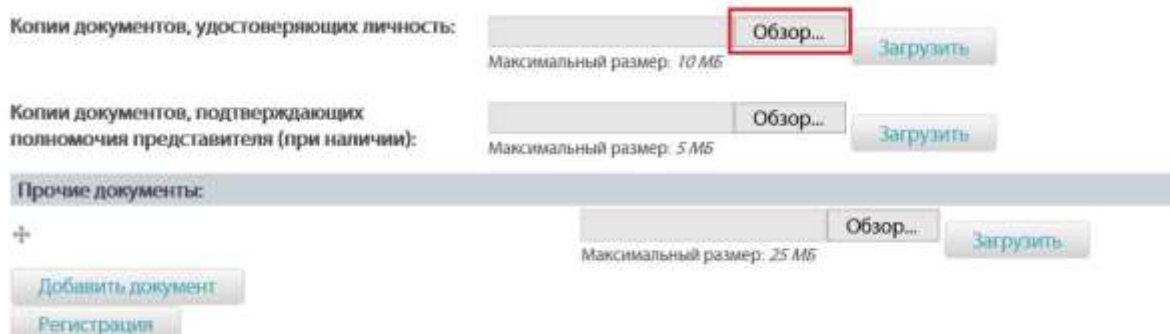 Копии документов, удостоверяющих личность:
Обзор...
Загрузить
Максимальный размер: 10 МБ
Копии документов, подтверждающих
полномочия представителя (при наличии):
Обзор...
Загрузить
Максимальный размер: 5 МБ
Прочие документы:
Обзор...
Загрузить
Максимальный размер: 25 МБ
Добавить документ
Регистрация